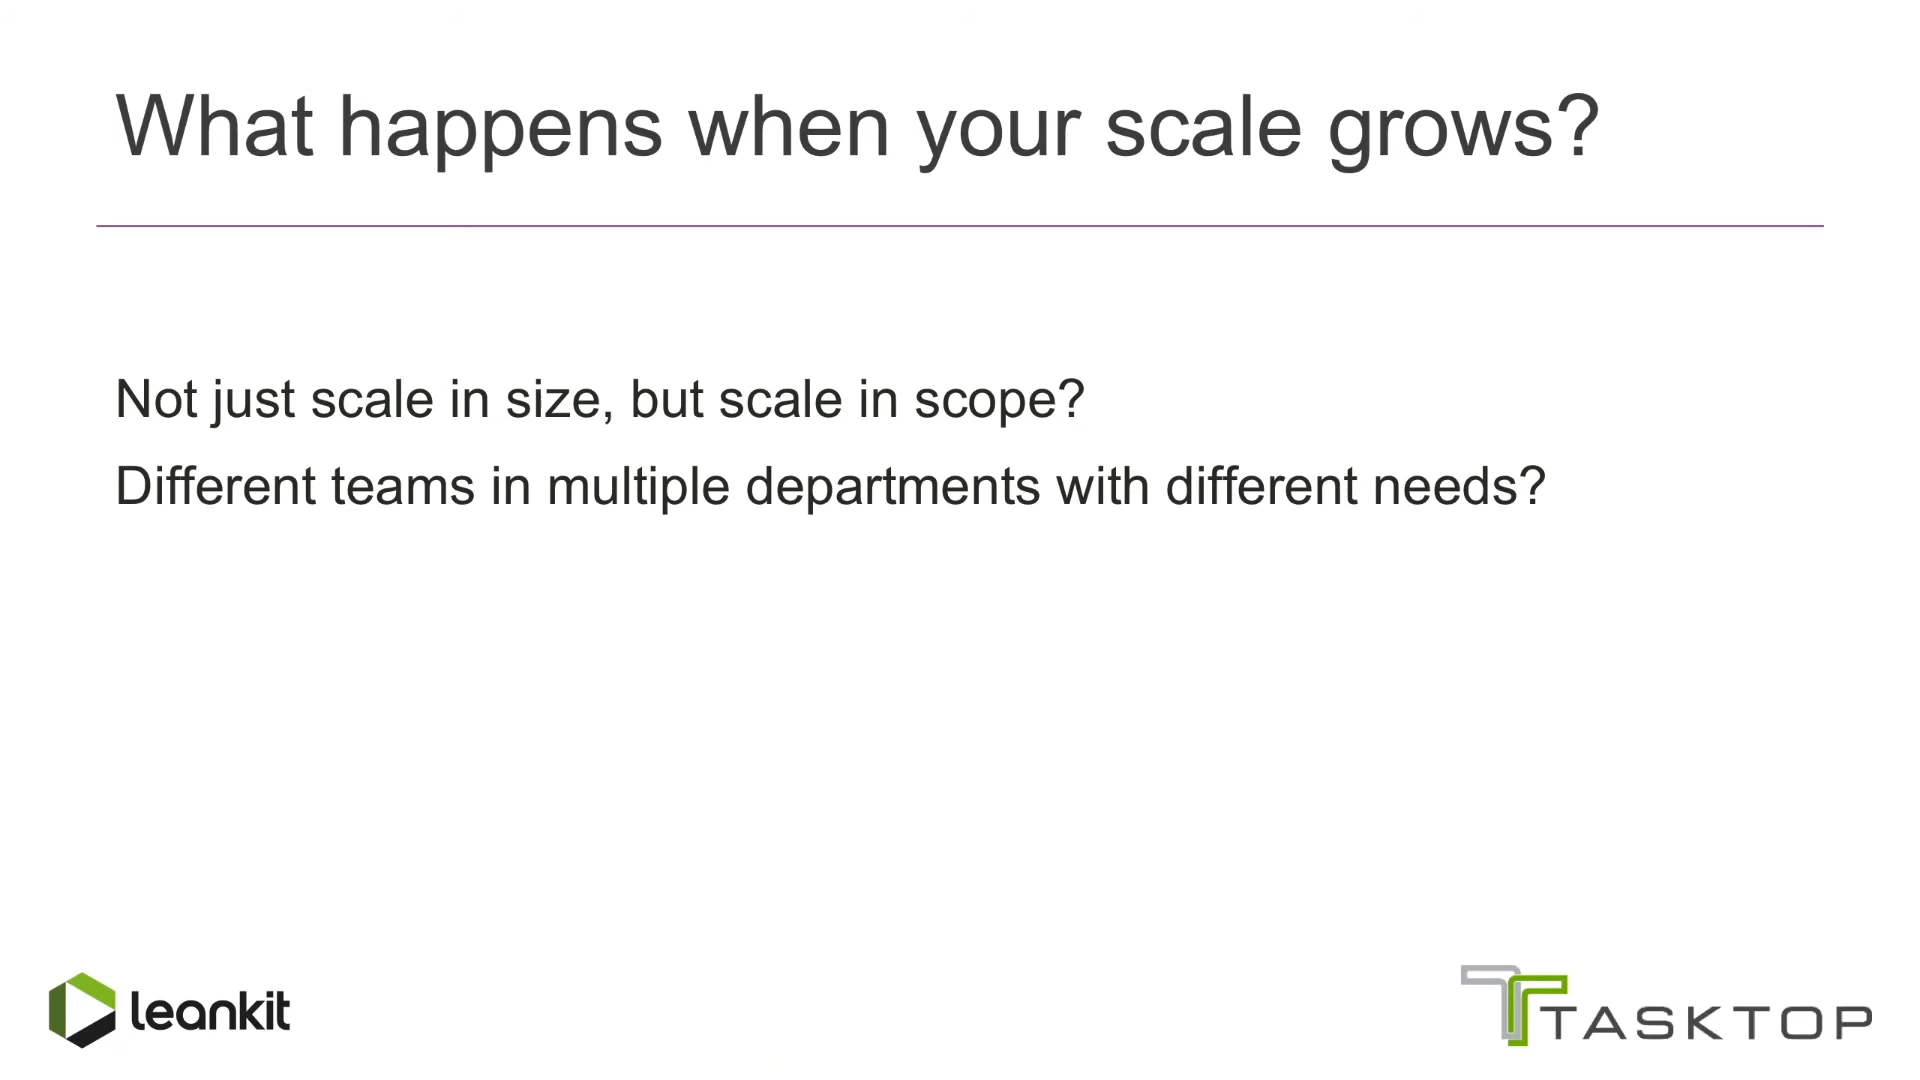 What happens when your scale grows?
Not just scale in size, but scale in scope?
Different teams in multiple departments with different needs?
leankit
TASKTOP